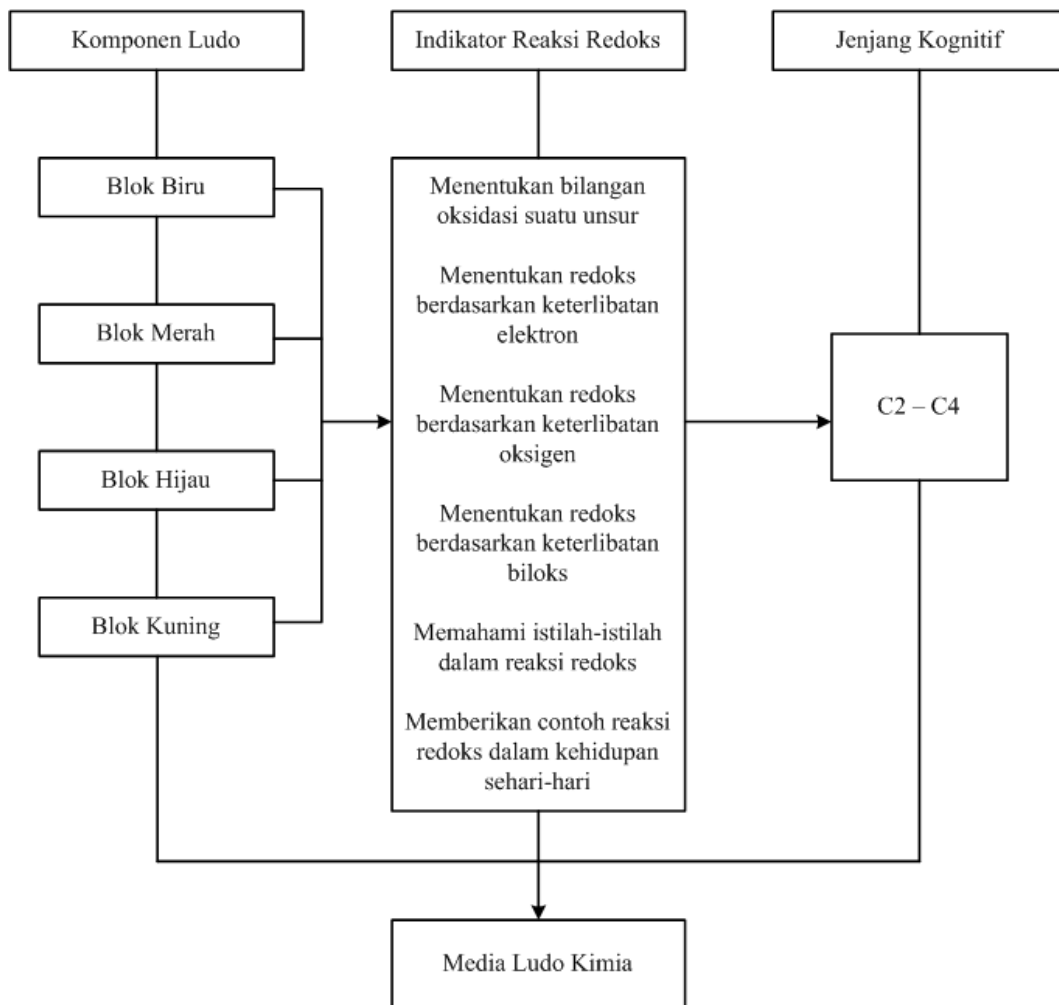 Komponen Ludo
Indikator Reaksi Redoks
Jenjang Kognitif
Blok Biru
Blok Merah
Blok Hijau
Blok Kuning
Menentukan bilangan
oksidasi suatu unsur
Menentukan redoks
berdasarkan keterlibatan
elektron
Menentukan redoks
berdasarkan keterlibatan
oksigen
Menentukan redoks
berdasarkan keterlibatan
biloks
Memahami istilah-istilah
dalam reaksi redoks
Memberikan contoh reaksi
redoks dalam kehidupan
sehari-hari
C2 – C4
Media Ludo Kimia